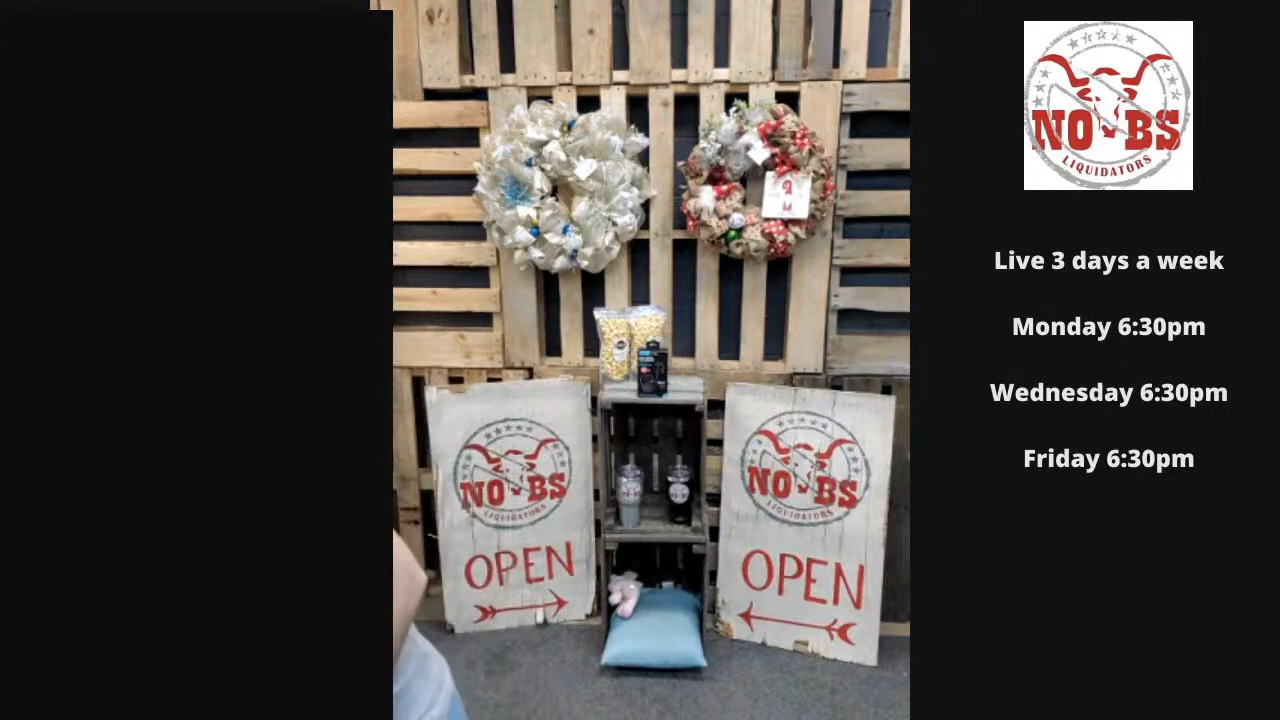 NO BS
LIQUIDATORS
Live 3 days a week
Monday 6:30pm
Wednesday 6:30pm
Friday 6:30pm
NO BS
LIQUIDATORS
OPEN
NO BS
LIQUIDATORS
OPEN